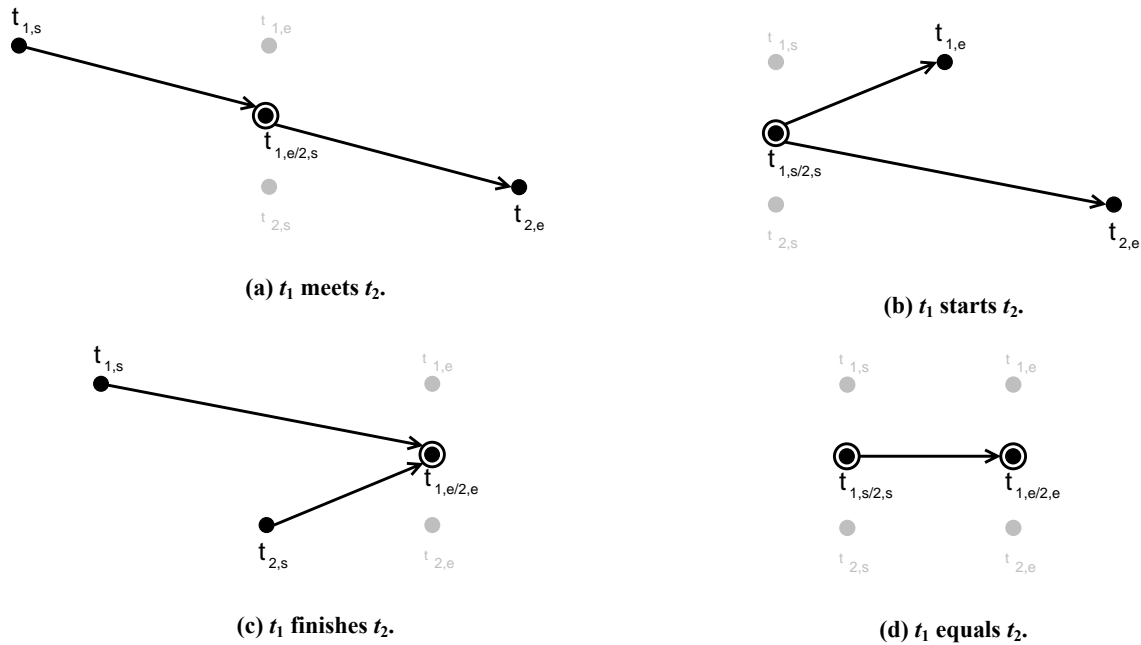 t1,s
t1,e
t1,e/2,s
t2,s
t2,e
(a) t1 meets t2.
t1,s
t1,e
t1,s/2,s
t2,s
t2,e
(b) t1 starts t2.
t1,s
t1,e
t1,e/2,e
t2,s
t2,e
(c) t1 finishes t2.
t1,s
t1,e
t1,s/2,s
t1,e/2,e
t2,s
t2,e
(d) t1 equals t2.